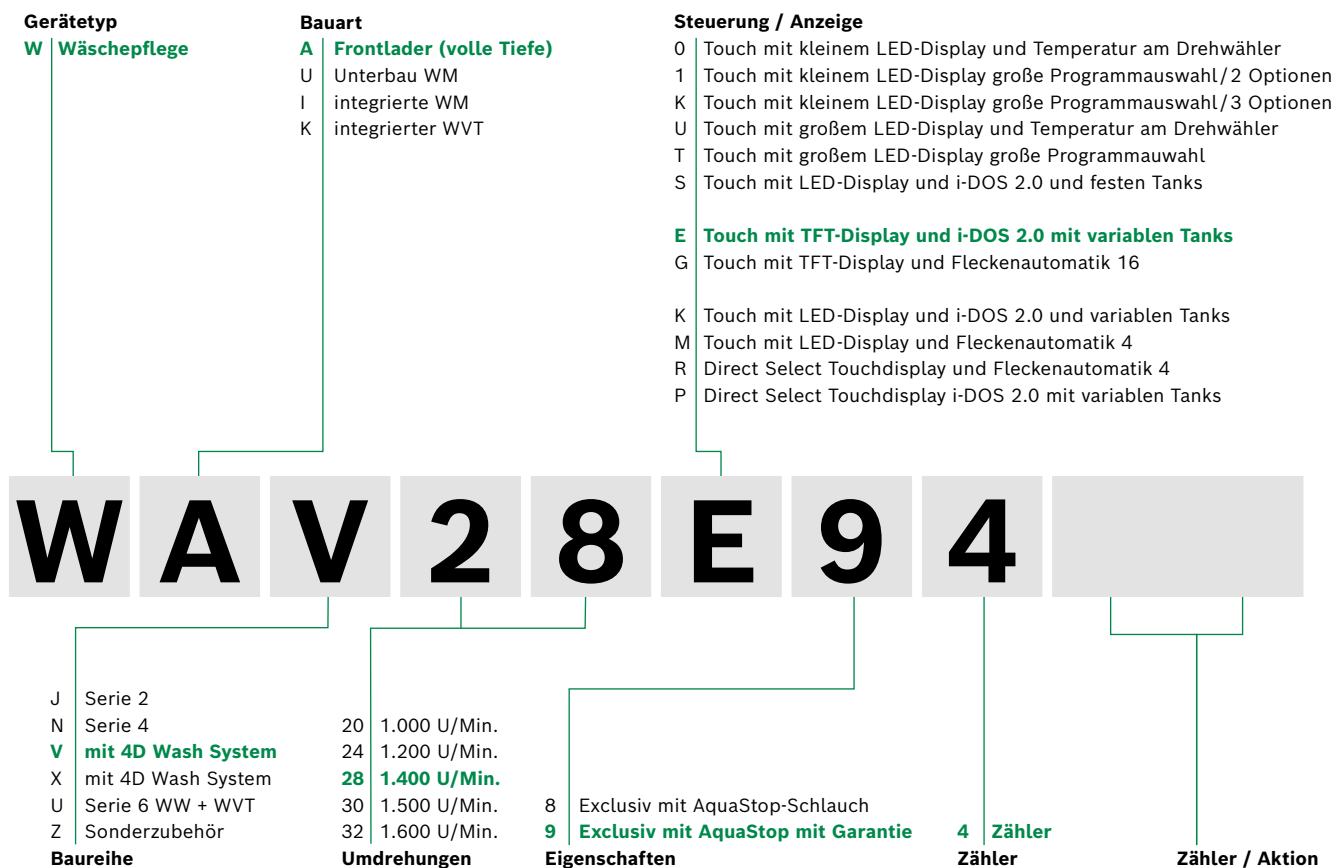 Gerätetyp
W Wäschepflege
Bauart
A Frontlader (volle Tiefe)
U Unterbau WM
I integrierte WM
K integrierter WVT
Steuerung / Anzeige
0 Touch mit kleinem LED-Display und Temperatur am Drehwähler
1 Touch mit kleinem LED-Display große Programmauswahl/2 Optionen
K Touch mit kleinem LED-Display große Programmauswahl/3 Optionen
U Touch mit großem LED-Display und Temperatur am Drehwähler
T Touch mit großem LED-Display große Programmauwahl
S Touch mit LED-Display und i-DOS 2.0 und festen Tanks
E Touch mit TFT-Display und i-DOS 2.0 mit variablen Tanks
G Touch mit TFT-Display und Fleckenautomatik 16
K Touch mit LED-Display und i-DOS 2.0 und variablen Tanks
M Touch mit LED-Display und Fleckenautomatik 4
R Direct Select Touchdisplay und Fleckenautomatik 4
P Direct Select Touchdisplay i-DOS 2.0 mit variablen Tanks
W A V 2 8 E 9 4
J Serie 2
N Serie 4
V mit 4D Wash System
X mit 4D Wash System
U Serie 6 WW + WVT
Z Sonderzubehör
Baureihe
20 1.000 U/Min.
24 1.200 U/Min.
28 1.400 U/Min.
30 1.500 U/Min.
32 1.600 U/Min.
Umdrehungen
8 Exclusiv mit AquaStop-Schlauch
9 Exclusiv mit AquaStop mit Garantie
Eigenschaften
4 Zähler
Zähler
Zähler / Aktion